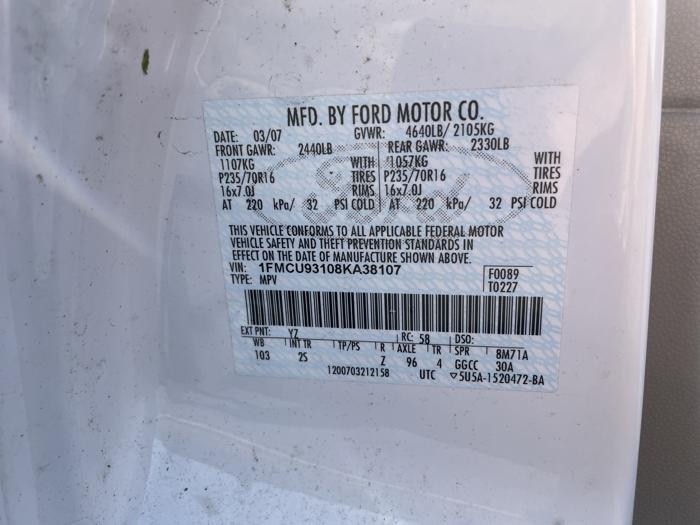 MFD. BY FORD MOTOR CO.
DATE: 03/07 GVWR: 4640LB/ 2105KG
FRONT GAWR: 2440LB REAR GAWR: 2330LB
1107KG WITH 1057KG WITH
P235/70R16 TIRES P235/70R16 TIRES
16x7.0J RIMS 16x7.0J RIMS
AT 220 kPa/ 32 PSI COLD AT 220 kPa/ 32 PSI COLD
Ford
THIS VEHICLE CONFORMS TO ALL APPLICABLE FEDERAL MOTOR
VEHICLE SAFETY AND THEFT PREVENTION STANDARDS IN
EFFECT ON THE DATE OF MANUFACTURE SHOWN ABOVE.
VIN: 1FMCU93108KA38107 F0089
TYPE: MPV T0227
EXT PNT: YZ RC: 58 DSO:
WB INT TR TP/PS R AXLE TR SPR 8M71A
103 2S Z 96 4 GGCC 30A
1200703212158 UTC ▽5U5A-1520472-BA